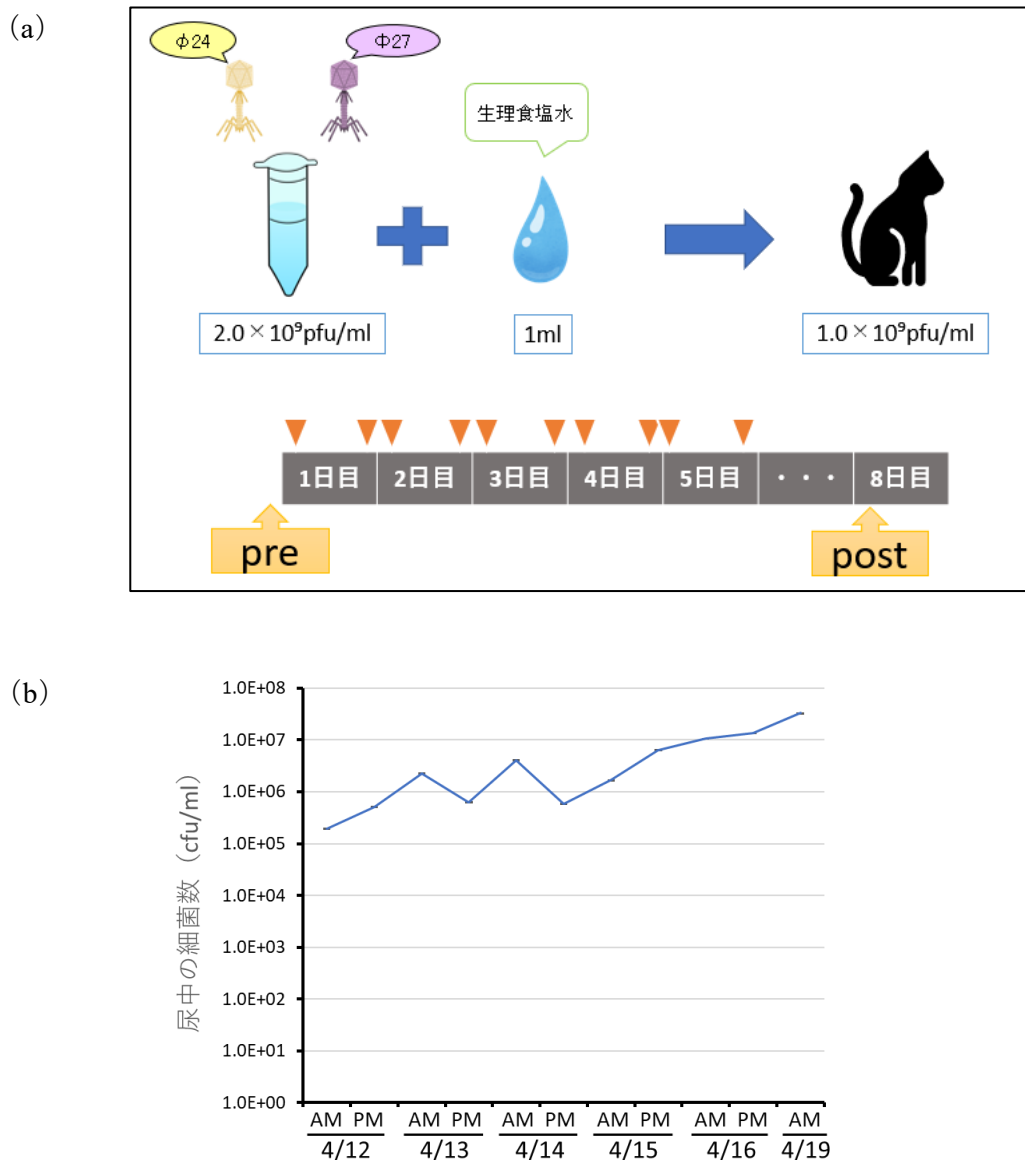 (a)
φ24
Φ27
生理食塩水
2.0×10⁹pfu/ml
1ml
1.0×10⁹pfu/ml
1日目 2日目 3日目 4日目 5日目 ・・・ 8日目
pre
post
(b)
尿中の細菌数（cfu/ml）
1.0E+08
1.0E+07
1.0E+06
1.0E+05
1.0E+04
1.0E+03
1.0E+02
1.0E+01
1.0E+00
AM PM AM PM AM PM AM PM AM PM AM
4/12 4/13 4/14 4/15 4/16 4/19